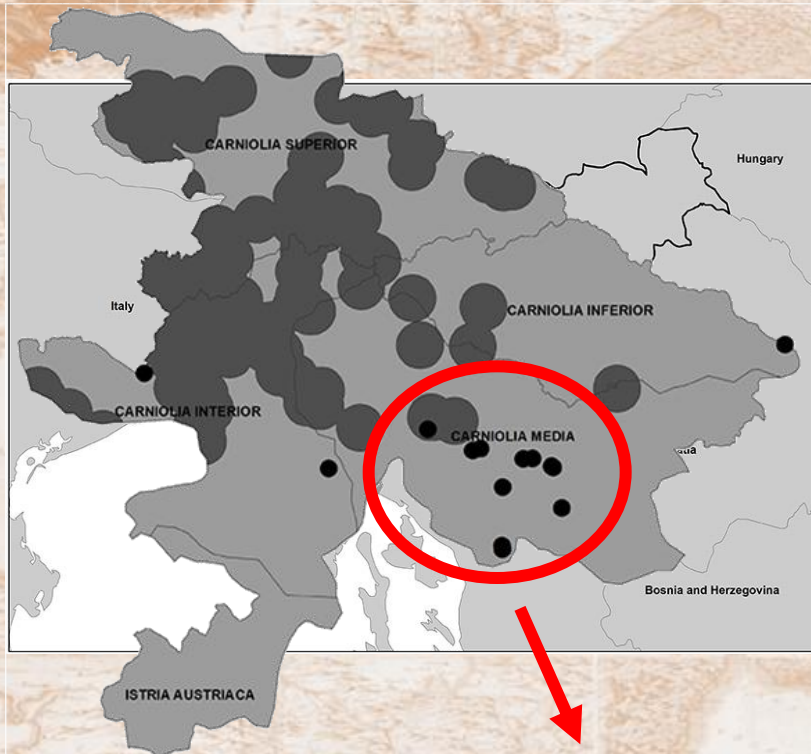 CARNIOLIA SUPERIOR
Hungary
Italy
CARNIOLIA INFERIOR
CARNIOLIA INTERIOR
CARNIOLIA MEDIA
Bosnia and Herzegovina
ISTRIA AUSTRIACA